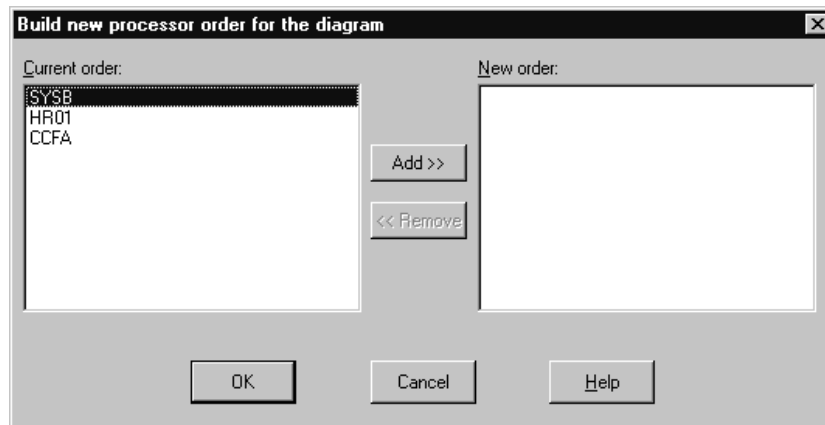 Build new processor order for the diagram
Current order:
New order:
SYSB
HR01
CCFA
Add >>
<< Remove
OK
Cancel
Help